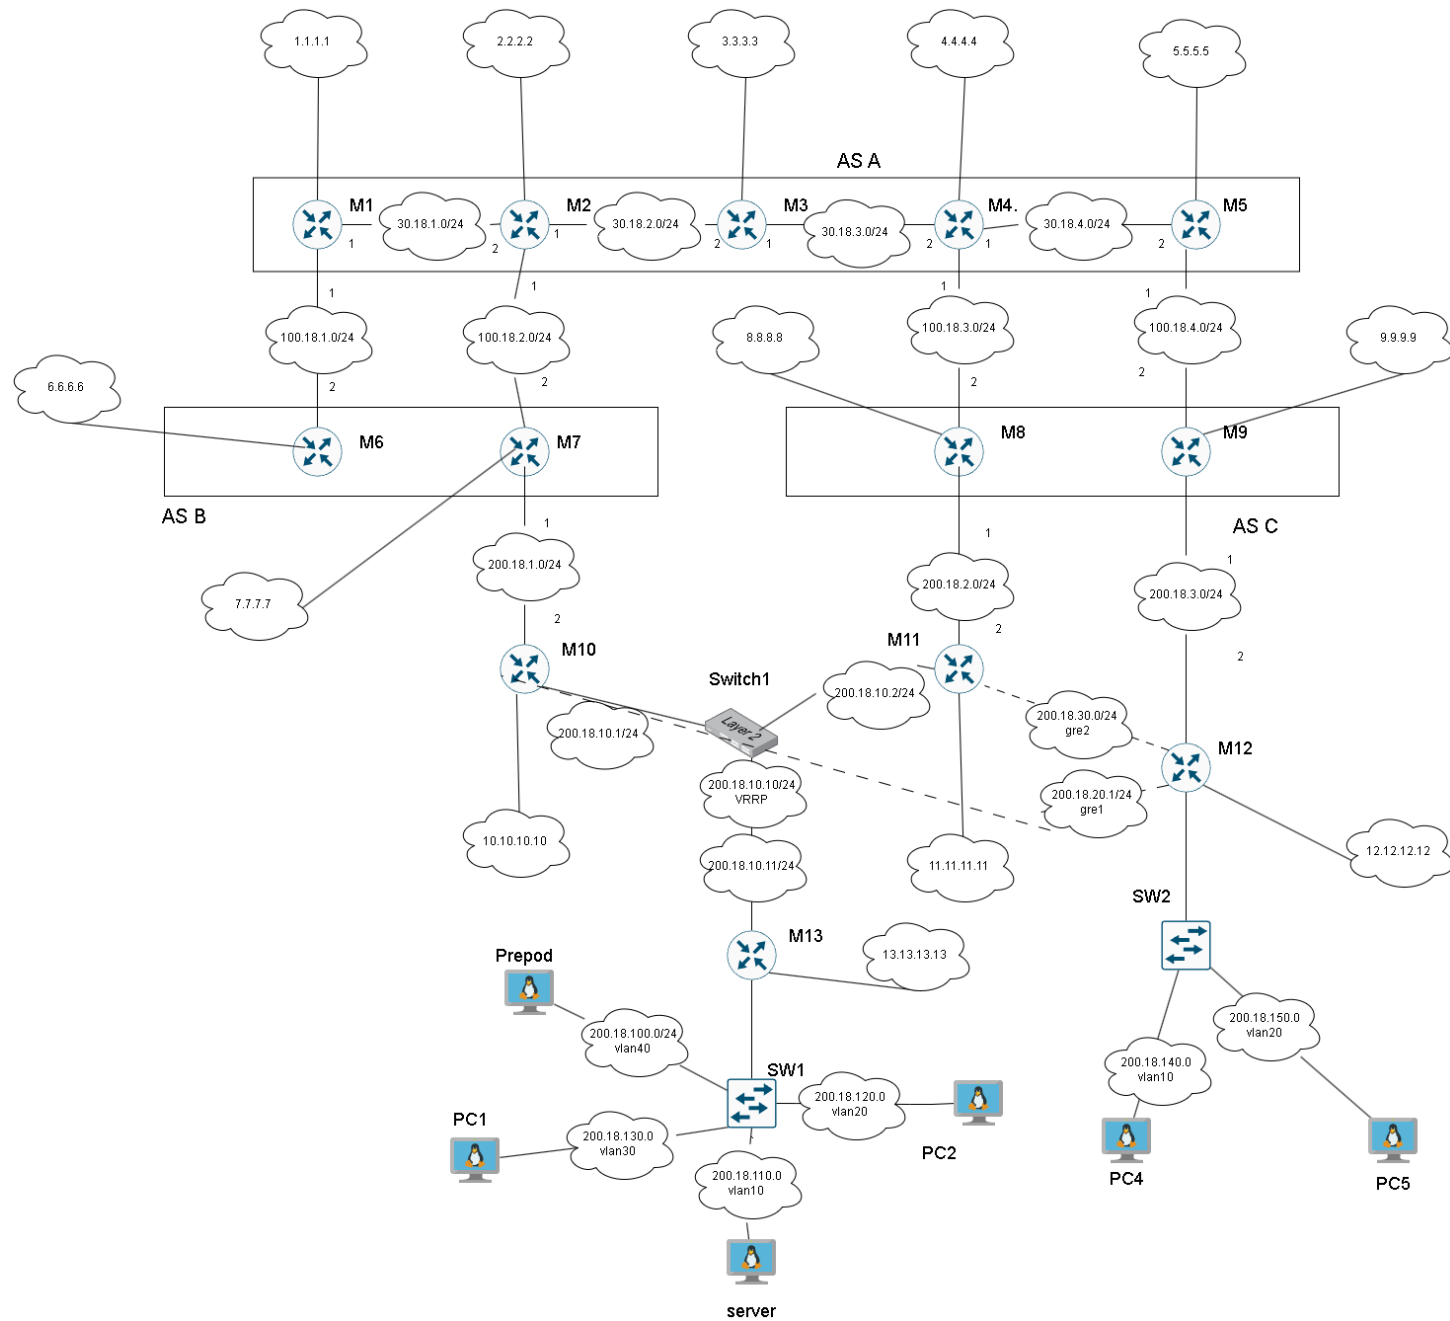 1.1.1.1
2.2.2.2
3.3.3.3
4.4.4.4
5.5.5.5
AS A
M1
M2
M3
M4.
M5
30.18.1.0/24
30.18.2.0/24
30.18.3.0/24
30.18.4.0/24
1
2
1
2
1
2
1
2
1
1
1
1
100.18.1.0/24
100.18.2.0/24
8.8.8.8
100.18.3.0/24
100.18.4.0/24
9.9.9.9
6.6.6.6
2
2
2
2
M6
M7
M8
M9
AS B
AS C
1
1
1
200.18.1.0/24
200.18.2.0/24
200.18.3.0/24
7.7.7.7
2
2
2
M10
M11
Switch1
200.18.10.2/24
Layer 2
200.18.10.1/24
200.18.30.0/24
gre2
M12
200.18.10.10/24
VRRP
200.18.20.1/24
gre1
10.10.10.10
200.18.10.11/24
11.11.11.11
12.12.12.12
SW2
M13
13.13.13.13
Prepod
200.18.100.0/24
vlan40
200.18.150.0
vlan20
SW1
200.18.140.0
vlan10
200.18.120.0
vlan20
PC1
200.18.130.0
vlan30
PC2
200.18.110.0
vlan10
PC4
PC5
server